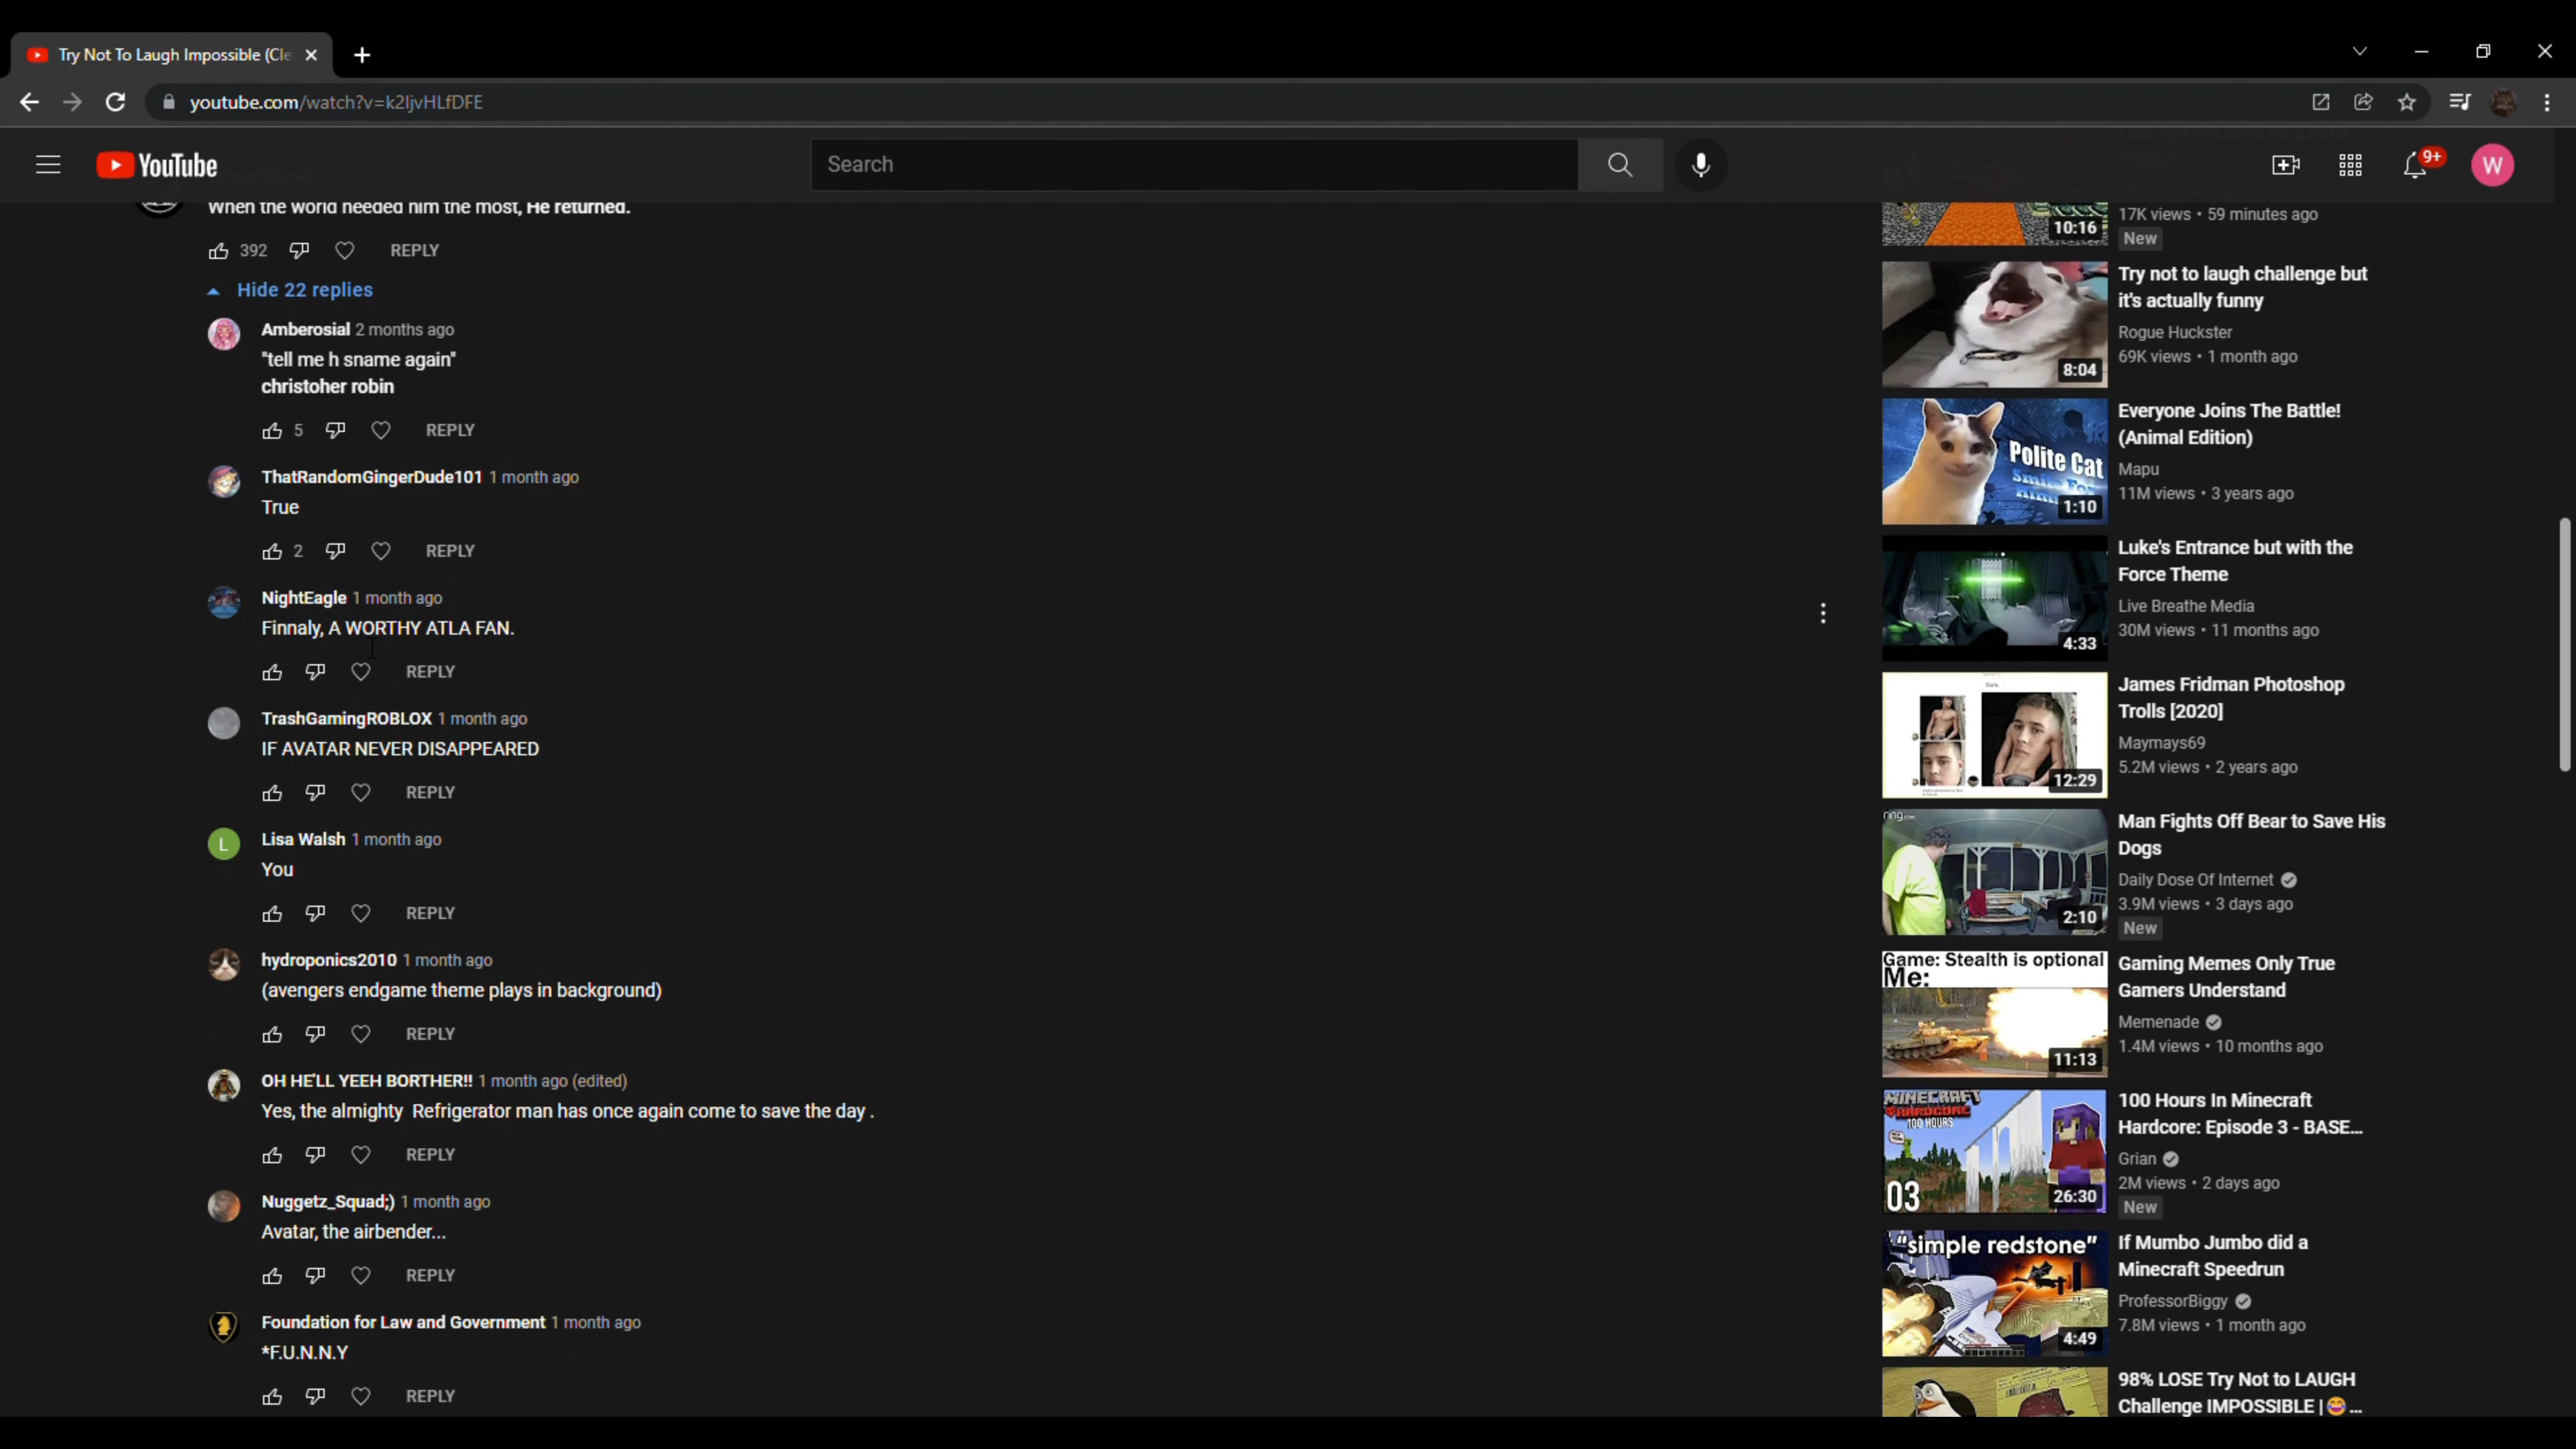 Try Not To Laugh Impossible (Cle
youtube.com/watch?v=k2IjvHLfDFE
YouTube
Search
9+
W
When the world needed him the most, He returned.
392
REPLY
Hide 22 replies
Amberosial 2 months ago
"tell me h sname again"
christoher robin
5
REPLY
ThatRandomGingerDude101 1 month ago
True
2
REPLY
NightEagle 1 month ago
Finnaly, A WORTHY ATLA FAN.
REPLY
TrashGamingROBLOX 1 month ago
IF AVATAR NEVER DISAPPEARED
REPLY
L
Lisa Walsh 1 month ago
You
REPLY
hydroponics2010 1 month ago
(avengers endgame theme plays in background)
REPLY
OH HE'LL YEEH BORTHER!! 1 month ago (edited)
Yes, the almighty Refrigerator man has once again come to save the day .
REPLY
Nuggetz_Squad;) 1 month ago
Avatar, the airbender...
REPLY
Foundation for Law and Government 1 month ago
*F.U.N.N.Y
REPLY
10:16
17K views • 59 minutes ago
New
8:04
Try not to laugh challenge but
it's actually funny
Rogue Huckster
69K views • 1 month ago
Polite Cat
1:10
Everyone Joins The Battle!
(Animal Edition)
Mapu
11M views • 3 years ago
4:33
Luke's Entrance but with the
Force Theme
Live Breathe Media
30M views • 11 months ago
12:29
James Fridman Photoshop
Trolls [2020]
Maymays69
5.2M views • 2 years ago
ring.com
2:10
Man Fights Off Bear to Save His
Dogs
Daily Dose Of Internet
3.9M views • 3 days ago
New
Game: Stealth is optional
Me:
11:13
Gaming Memes Only True
Gamers Understand
Memenade
1.4M views • 10 months ago
MINECRAFT
HARDCORE
100 HOURS
03
26:30
100 Hours In Minecraft
Hardcore: Episode 3 - BASE...
Grian
2M views • 2 days ago
New
"simple redstone"
4:49
If Mumbo Jumbo did a
Minecraft Speedrun
ProfessorBiggy
7.8M views • 1 month ago
98% LOSE Try Not to LAUGH
Challenge IMPOSSIBLE | 😂 ...